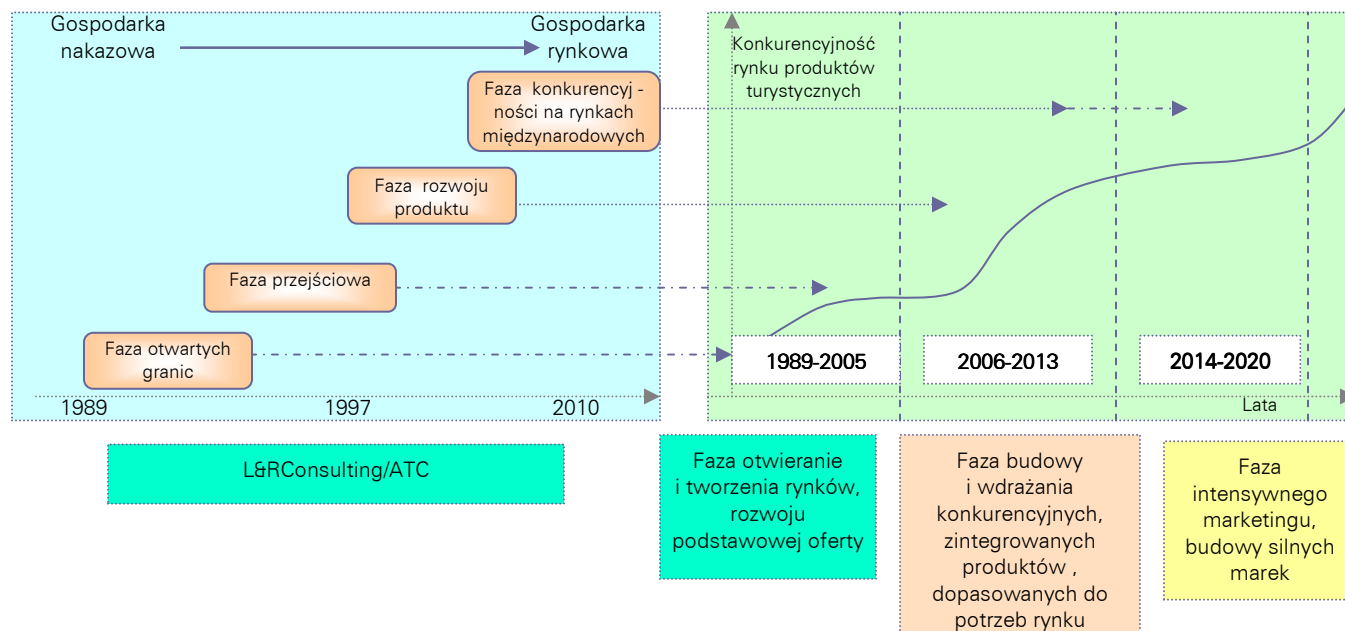 Gospodarka
nakazowa
Gospodarka
rynkowa
Faza konkurencyj -
ności na rynkach
międzynarodowych
Faza rozwoju
produktu
Faza przejściowa
Faza otwartych
granic
1989
1997
2010
L&RConsulting/ATC
Konkurencyjność
rynku produktów
turystycznych
1989-2005
2006-2013
2014-2020
Lata
Faza otwieranie
i tworzenia rynków,
rozwoju
podstawowej oferty
Faza budowy
i wdrażania
konkurencyjnych,
zintegrowanych
produktów ,
dopasowanych do
potrzeb rynku
Faza
intensywnego
marketingu,
budowy silnych
marek